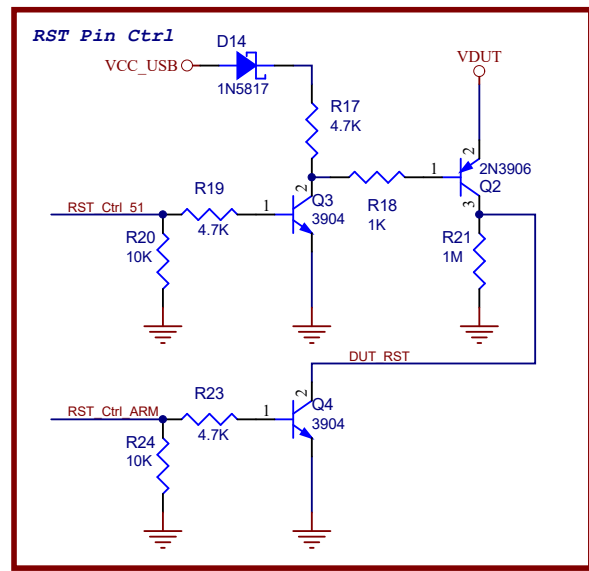 RST Pin Ctrl
D14
VCC_USB
1N5817
VDUT
R17
4.7K
2
1
2N3906
Q2
3
R18
1K
R19
4.7K
RST_Ctrl_51
1
2
Q3
3904
R20
10K
R21
1M
DUT_RST
R23
4.7K
RST_Ctrl_ARM
1
2
Q4
3904
R24
10K